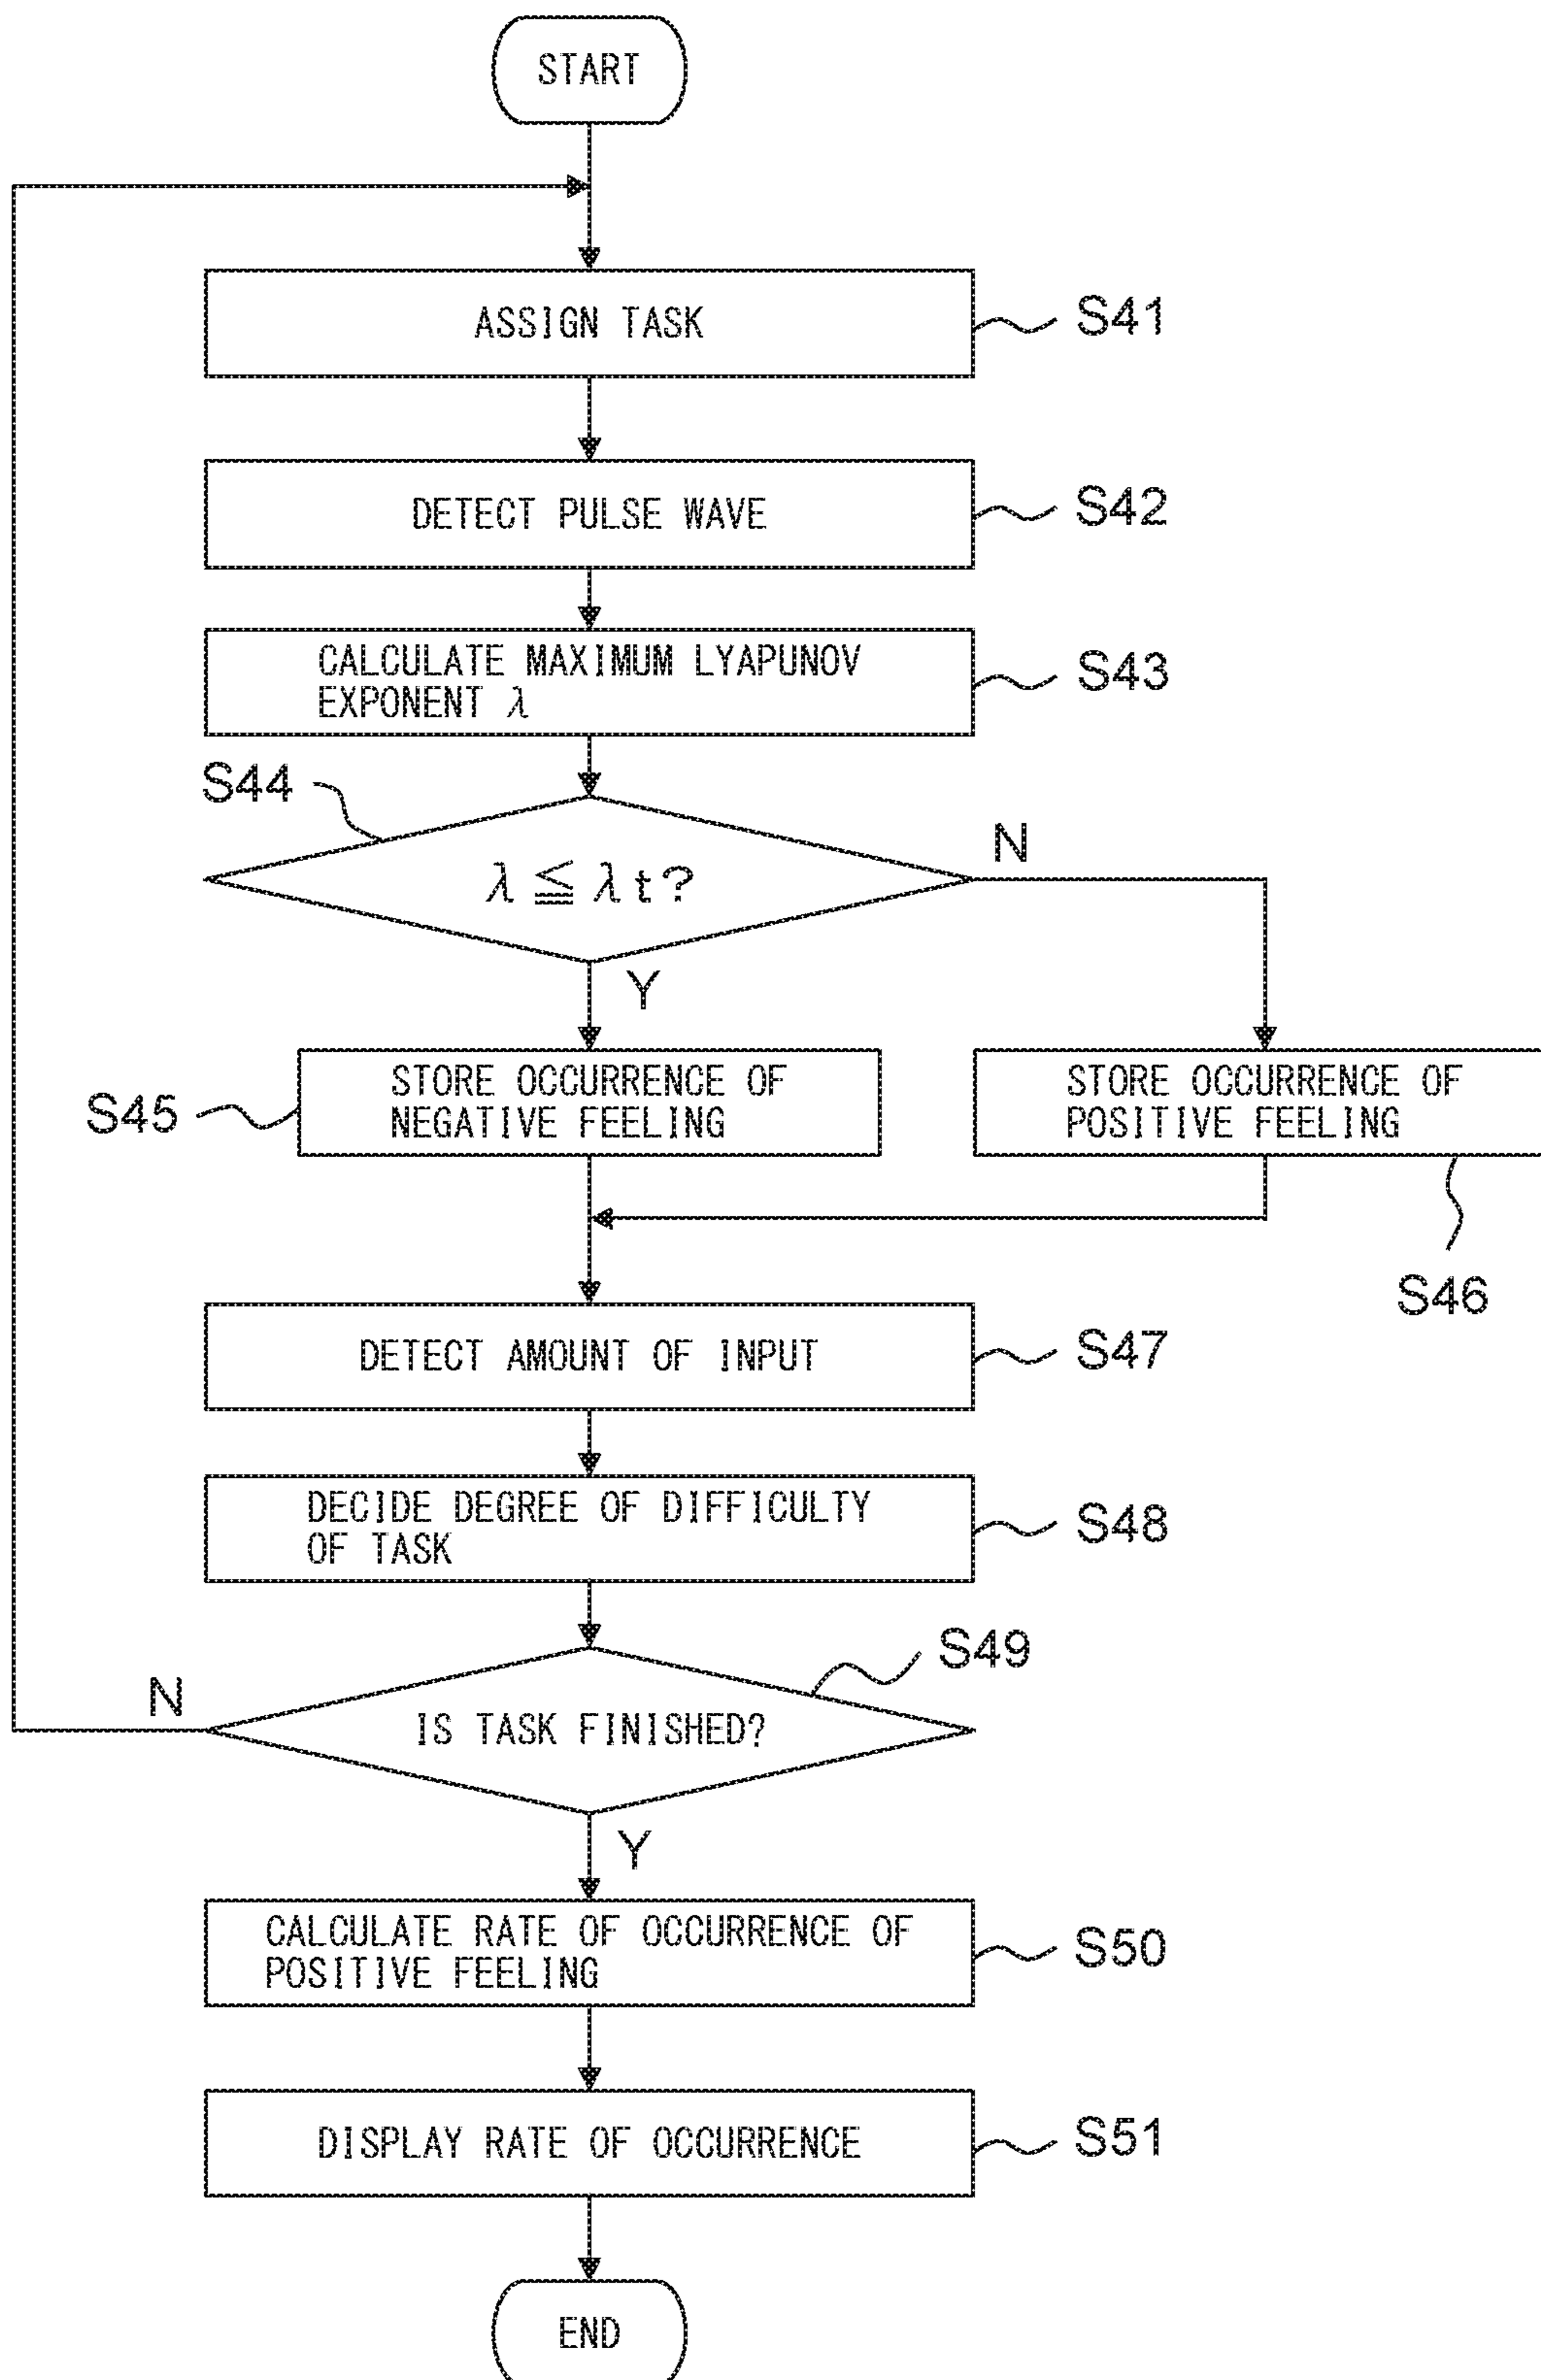 START
ASSIGN TASK
S41
DETECT PULSE WAVE
S42
CALCULATE MAXIMUM LYAPUNOV
EXPONENT λ
S43
S44
λ ≦ λt?
N
Y
S45
STORE OCCURRENCE OF
NEGATIVE FEELING
STORE OCCURRENCE OF
POSITIVE FEELING
S46
DETECT AMOUNT OF INPUT
S47
DECIDE DEGREE OF DIFFICULTY
OF TASK
S48
S49
N
IS TASK FINISHED?
Y
CALCULATE RATE OF OCCURRENCE OF
POSITIVE FEELING
S50
DISPLAY RATE OF OCCURRENCE
S51
END